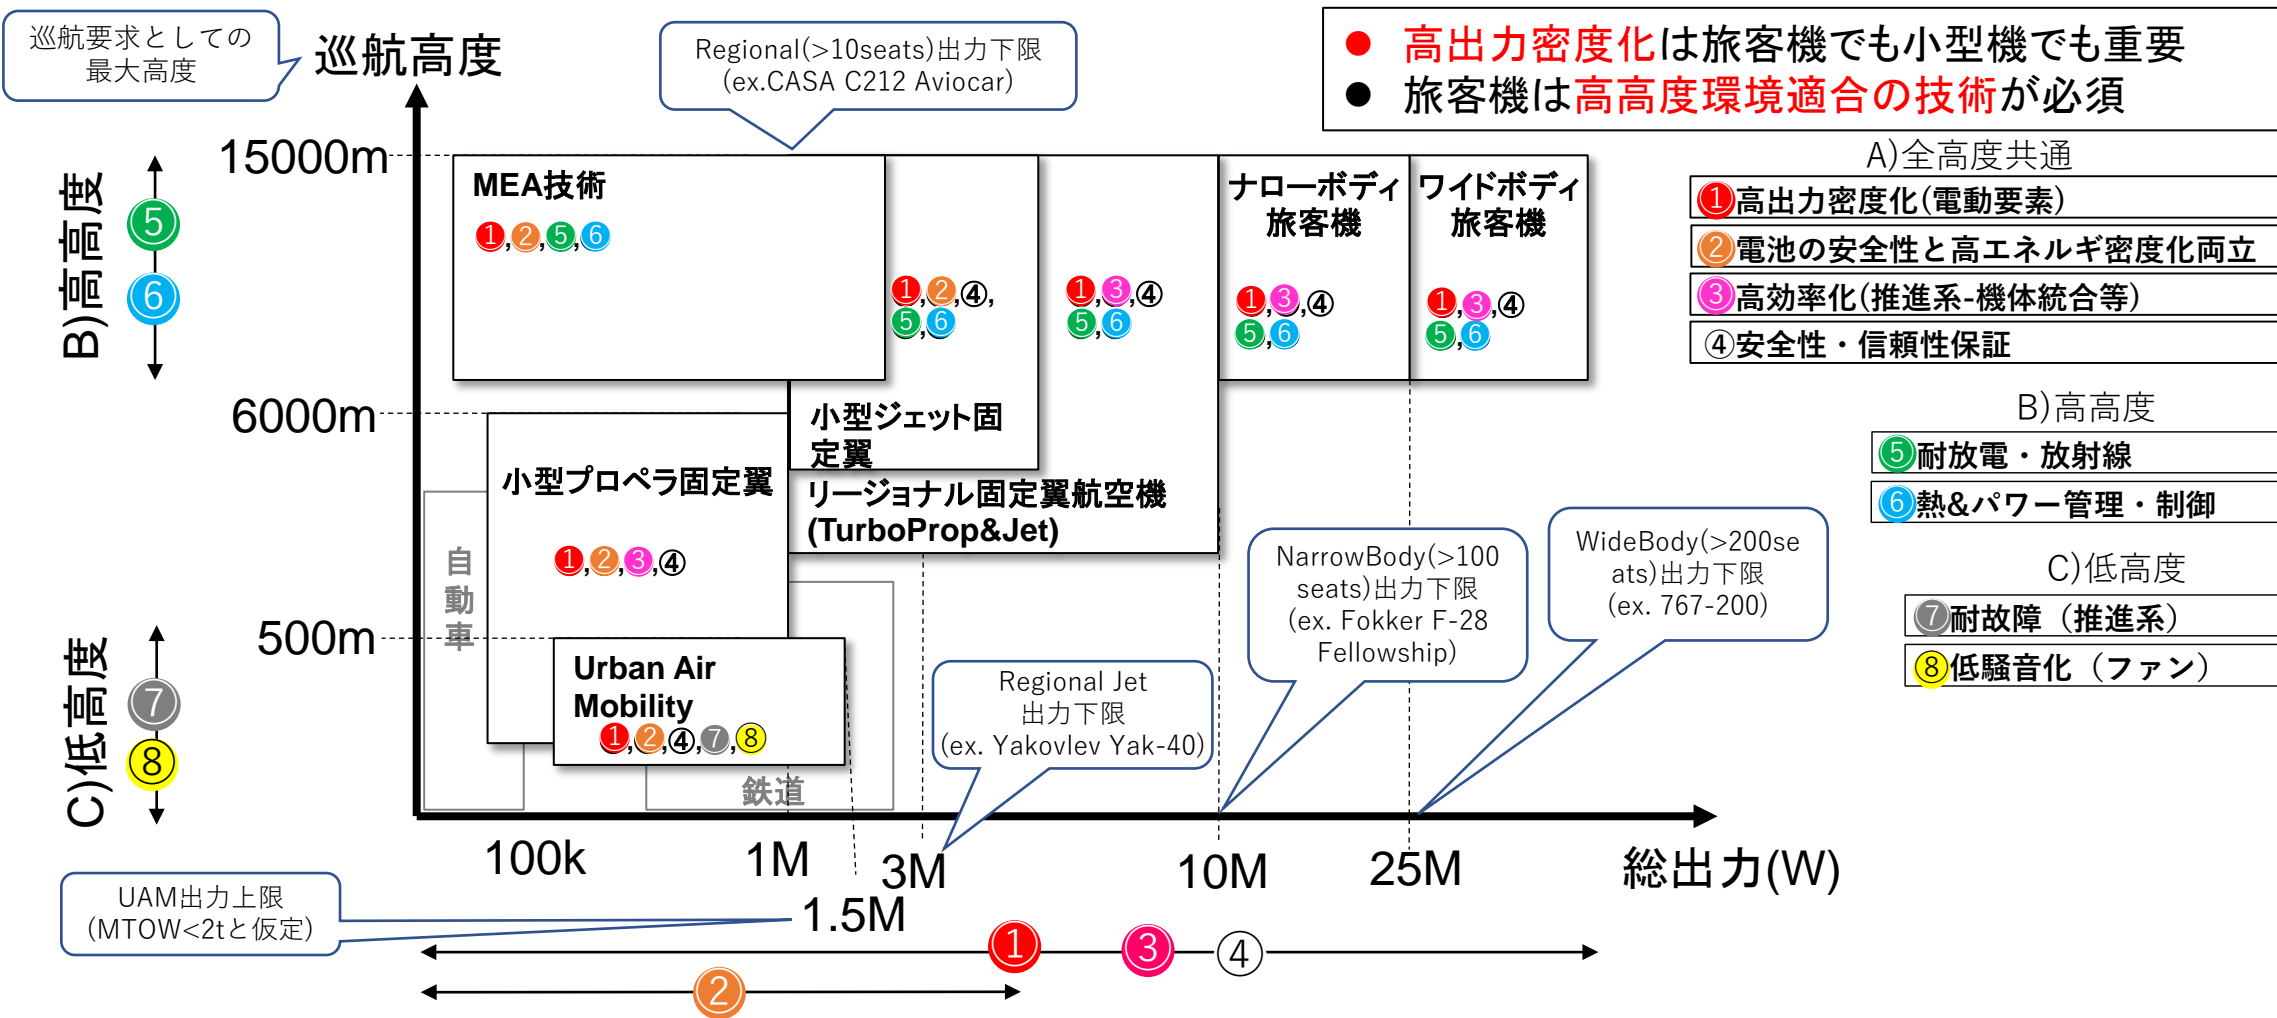 巡航要求としての
最大高度
巡航高度
Regional(>10seats)出力下限
(ex.CASA C212 Aviocar)
● 高出力密度化は旅客機でも小型機でも重要
● 旅客機は高高度環境適合の技術が必須
A)全高度共通
①高出力密度化(電動要素)
②電池の安全性と高エネルギ密度化両立
③高効率化(推進系-機体統合等)
④安全性・信頼性保証
B)高高度
⑤耐放電・放射線
⑥熱&パワー管理・制御
C)低高度
⑦耐故障（推進系）
⑧低騒音化（ファン）
B)高高度
⑤
⑥
C)低高度
⑦
⑧
15000m
6000m
500m
MEA技術
①,②,⑤,⑥
①,②,④,
⑤,⑥
小型ジェット固
定翼
①,③,④
⑤,⑥
リージョナル固定翼航空機
(TurboProp&Jet)
ナローボディ
旅客機
①,③,④
⑤,⑥
ワイドボディ
旅客機
①,③,④
⑤,⑥
小型プロペラ固定翼
①,②,③,④
自動車
Urban Air
Mobility
①,②,④,⑦,⑧
鉄道
Regional Jet
出力下限
(ex. Yakovlev Yak-40)
NarrowBody(>100
seats)出力下限
(ex. Fokker F-28
Fellowship)
WideBody(>200se
ats)出力下限
(ex. 767-200)
100k
1M
1.5M
3M
10M
25M
総出力(W)
UAM出力上限
(MTOW<2tと仮定)
① ③ ④
②